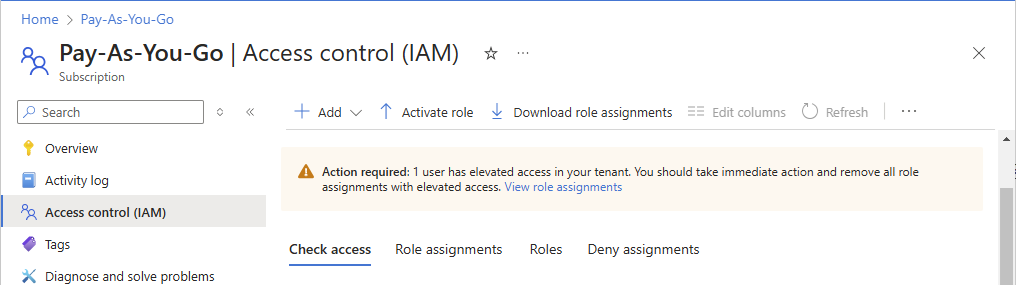 Home > Pay-As-You-Go
Pay-As-You-Go | Access control (IAM) ☆ ···
Subscription
Search
+ Add Activate role Download role assignments Edit columns Refresh ···
Overview
Activity log
Access control (IAM)
Tags
Diagnose and solve problems
Action required: 1 user has elevated access in your tenant. You should take immediate action and remove all role
assignments with elevated access. View role assignments
Check access Role assignments Roles Deny assignments